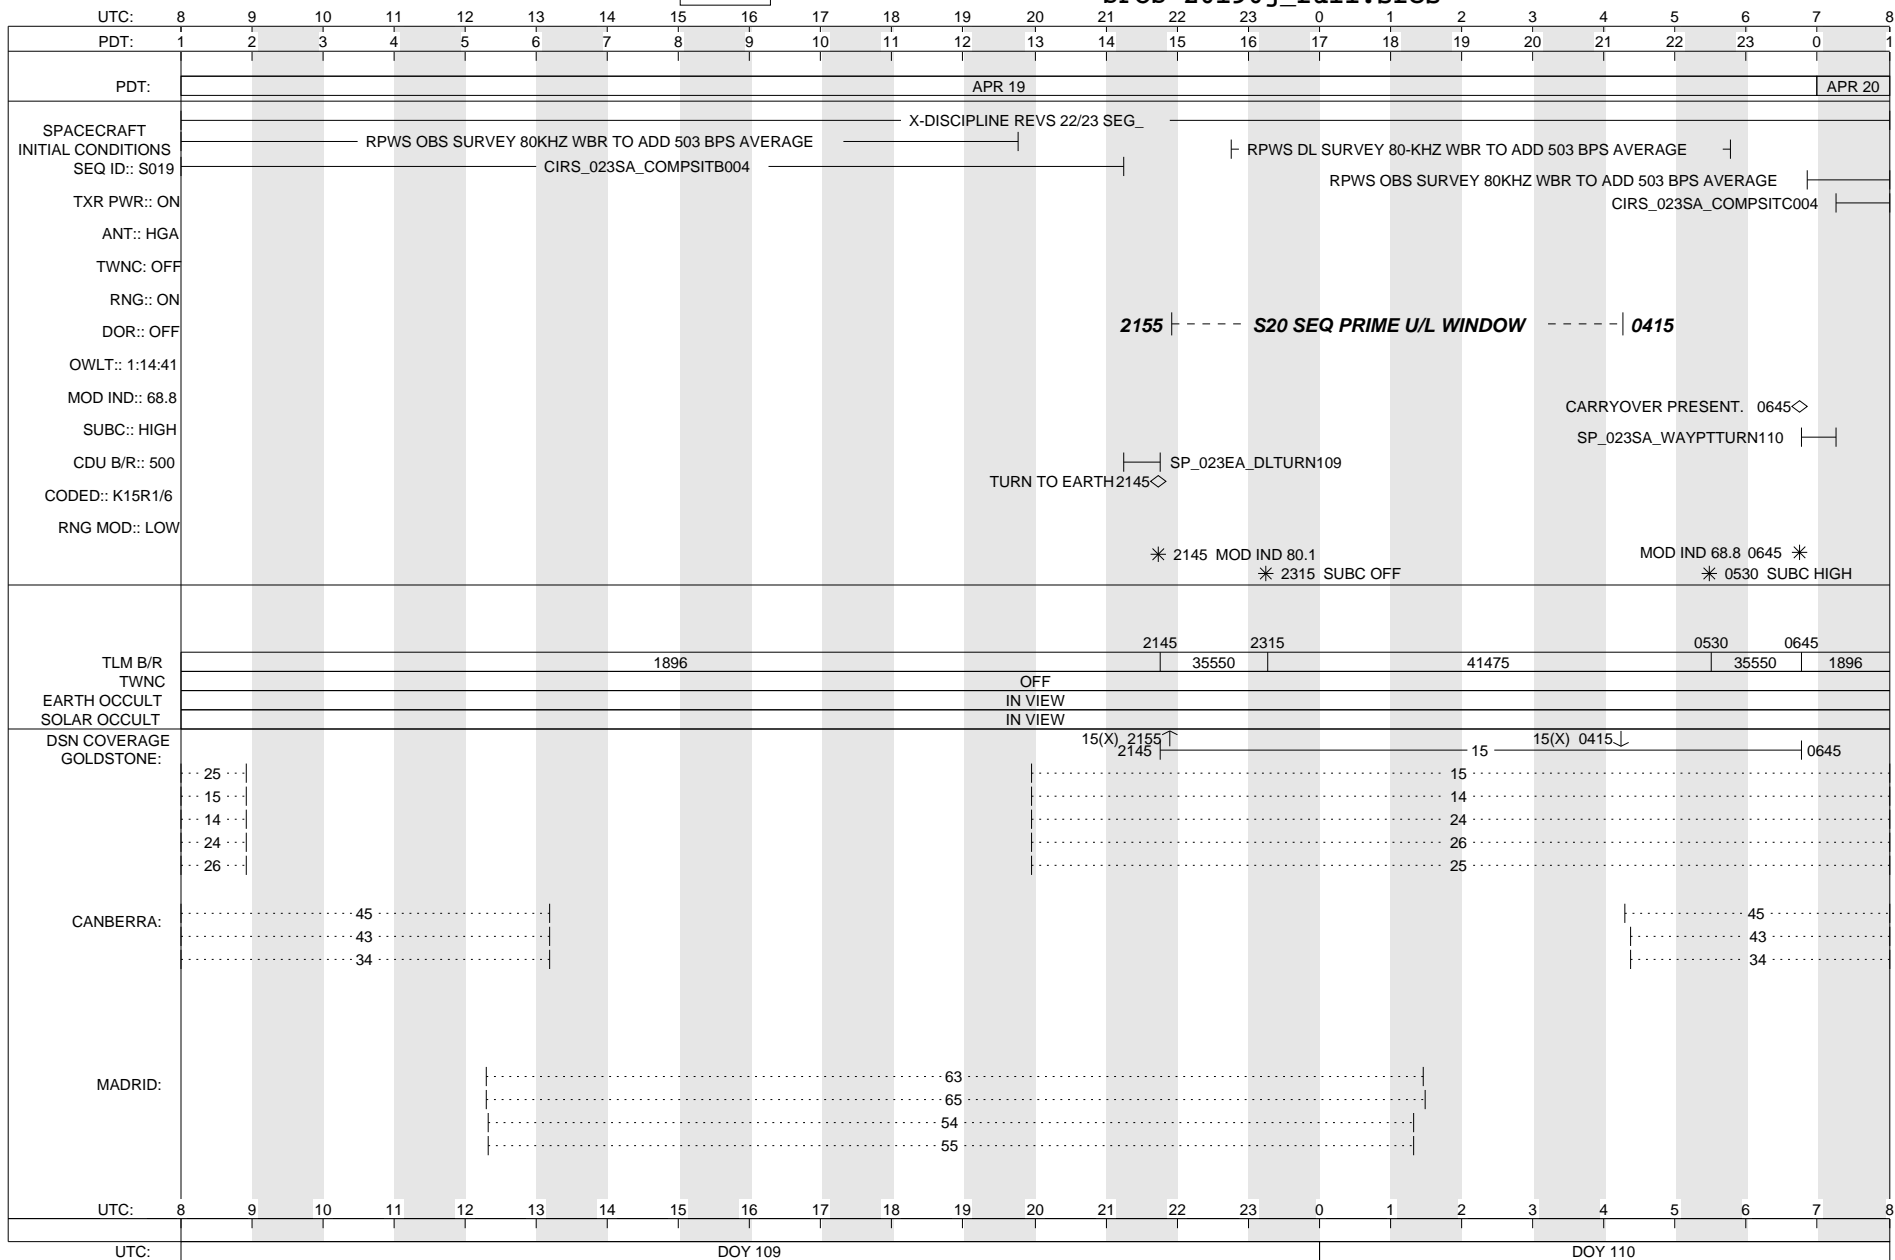 UTC: 8 9 10 11 12 13 14 15 16 17 18 19 20 21 22 23 0 1 2 3 4 5 6 7 8
PDT: 1 2 3 4 5 6 7 8 9 10 11 12 13 14 15 16 17 18 19 20 21 22 23 0 1
PDT: APR 19 APR 20
SPACECRAFT
INITIAL CONDITIONS
SEQ ID:: S019
TXR PWR:: ON
ANT:: HGA
TWNC: OFF
RNG:: ON
DOR:: OFF
OWLT:: 1:14:41
MOD IND:: 68.8
SUBC:: HIGH
CDU B/R:: 500
CODED:: K15R1/6
RNG MOD:: LOW
X-DISCIPLINE REVS 22/23 SEG_
RPWS OBS SURVEY 80KHZ WBR TO ADD 503 BPS AVERAGE
RPWS DL SURVEY 80-KHZ WBR TO ADD 503 BPS AVERAGE
CIRS_023SA_COMPSITB004
RPWS OBS SURVEY 80KHZ WBR TO ADD 503 BPS AVERAGE
CIRS_023SA_COMPSITC004
2155 S20 SEQ PRIME U/L WINDOW 0415
CARRYOVER PRESENT. 0645
SP_023SA_WAYPTTURN110
SP_023EA_DLTURN109
TURN TO EARTH 2145
2145 MOD IND 80.1
MOD IND 68.8 0645
2315 SUBC OFF
0530 SUBC HIGH
2145 2315 0530 0645
TLM B/R 1896 35550 41475 35550 1896
TWNC OFF
EARTH OCCULT IN VIEW
SOLAR OCCULT IN VIEW
DSN COVERAGE
15(X) 2155 15(X) 0415
GOLDSTONE: 2145 15 0645
25 15
15 14
14 24
24 26
26 25
CANBERRA:
45 45
43 43
34 34
MADRID:
63
65
54
55
UTC: 8 9 10 11 12 13 14 15 16 17 18 19 20 21 22 23 0 1 2 3 4 5 6 7 8
UTC: DOY 109 DOY 110